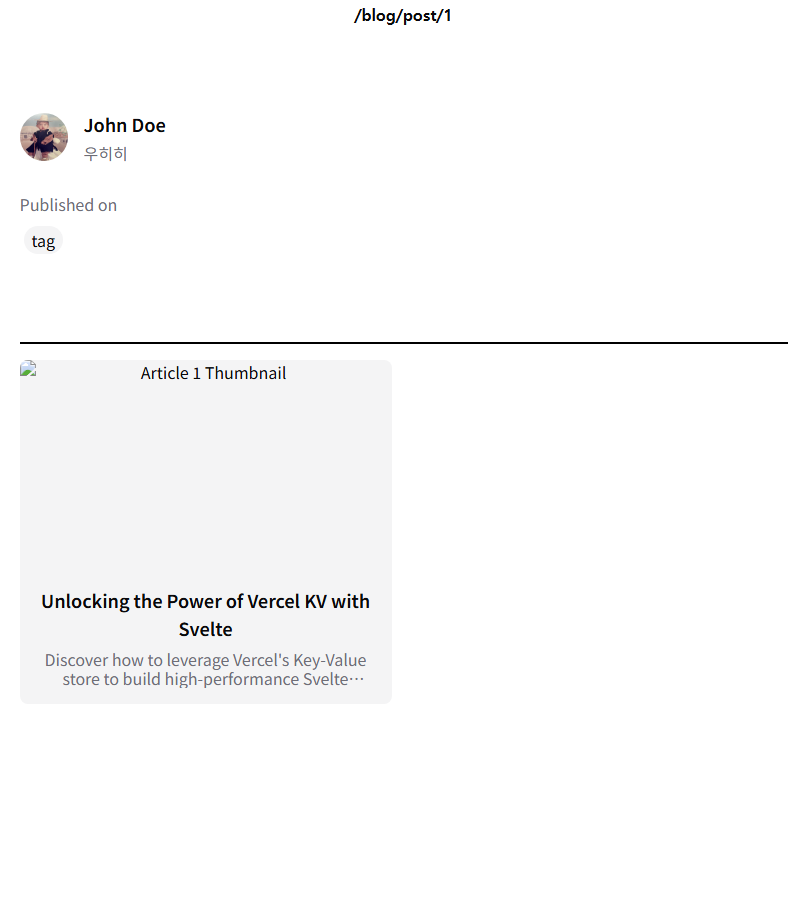 /blog/post/1
John Doe
우히히
Published on
tag
Article 1 Thumbnail
Unlocking the Power of Vercel KV with
Svelte
Discover how to leverage Vercel's Key-Value
store to build high-performance Svelte…